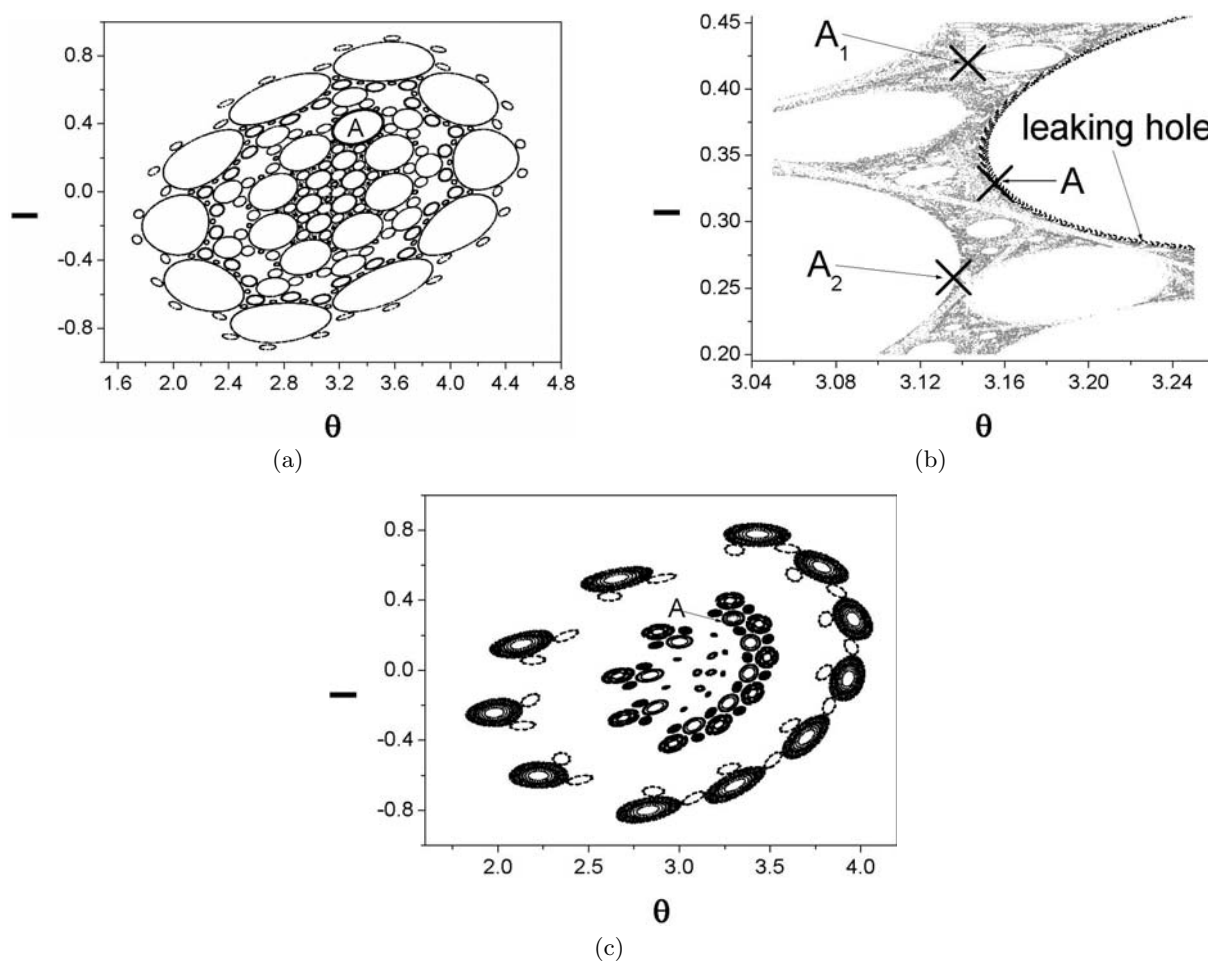 0.8
0.4
0.0
-0.4
-0.8
I
A
1.6 2.0 2.4 2.8 3.2 3.6 4.0 4.4 4.8
θ
(a)
0.45
0.40
0.35
0.30
0.25
0.20
I
A1
leaking hole
A
A2
3.04 3.08 3.12 3.16 3.20 3.24
θ
(b)
0.8
0.4
0.0
-0.4
-0.8
I
A
2.0 2.5 3.0 3.5 4.0
θ
(c)